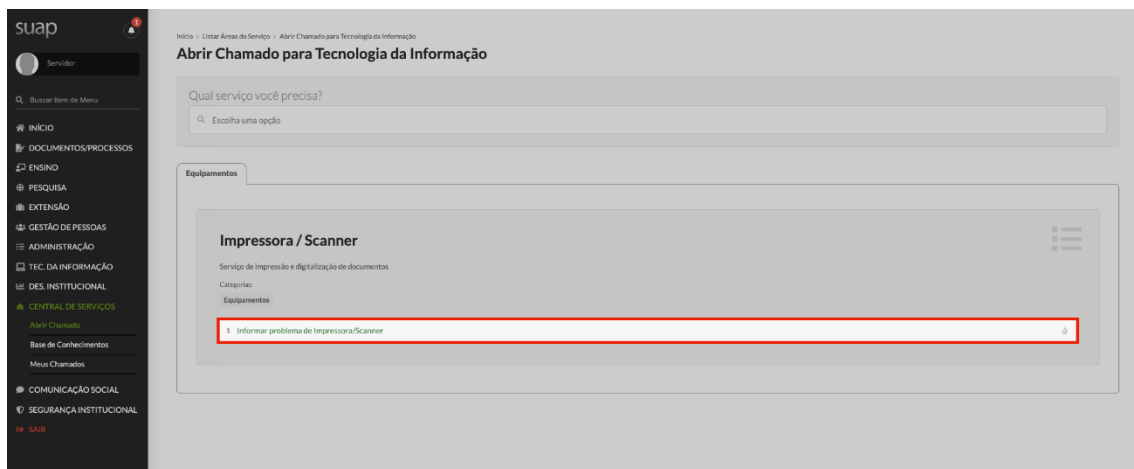 suap
1
Servidor
Buscar Item de Menu
INÍCIO
DOCUMENTOS/PROCESSOS
ENSINO
PESQUISA
EXTENSÃO
GESTÃO DE PESSOAS
ADMINISTRAÇÃO
TEC. DA INFORMAÇÃO
DES. INSTITUCIONAL
CENTRAL DE SERVIÇOS
Abrir Chamado
Base de Conhecimentos
Meus Chamados
COMUNICAÇÃO SOCIAL
SEGURANÇA INSTITUCIONAL
SAIR
Início > Listar Áreas do Serviço > Abrir Chamado para Tecnologia da Informação
Abrir Chamado para Tecnologia da Informação
Qual serviço você precisa?
Escolha uma opção
Equipamentos
Impressora / Scanner
Serviço de impressão e digitalização de documentos
Categorias:
Equipamentos
1 Informar problema de Impressora/Scanner